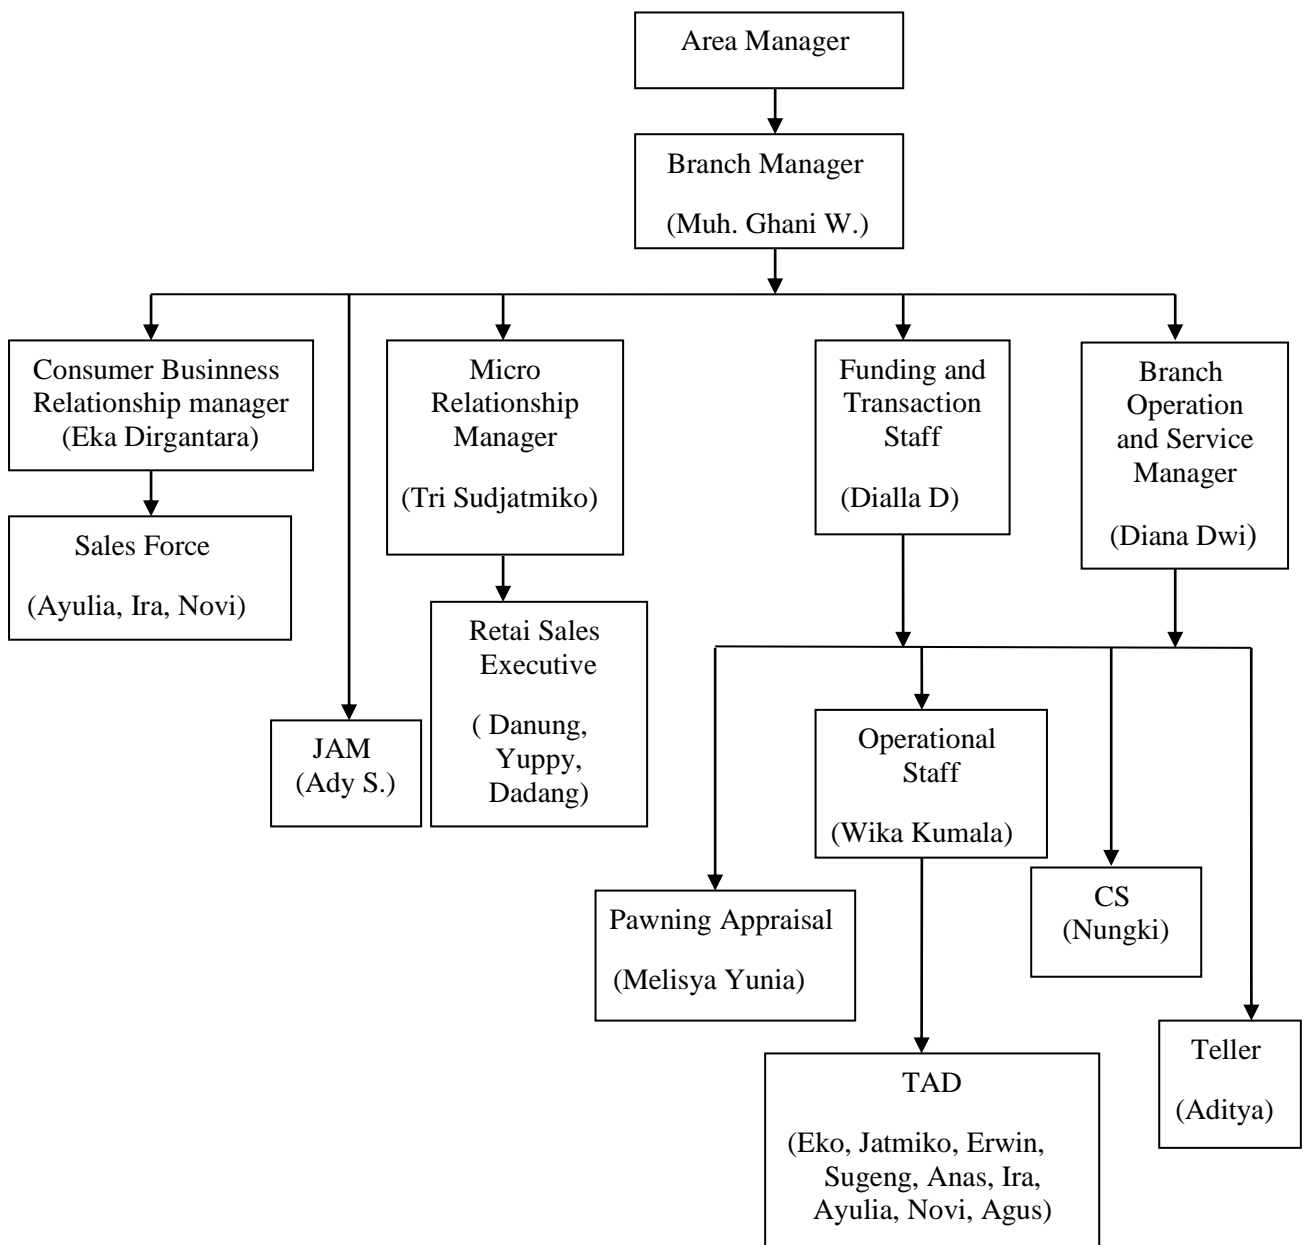 Area Manager
Branch Manager
(Muh. Ghani W.)
Consumer Businness
Relationship manager
(Eka Dirgantara)
Micro
Relationship
Manager
(Tri Sudjatmiko)
Funding and
Transaction
Staff
(Dialla D)
Branch
Operation
and Service
Manager
(Diana Dwi)
Sales Force
(Ayulia, Ira, Novi)
JAM
(Ady S.)
Retai Sales
Executive
( Danung,
Yuppy,
Dadang)
Operational
Staff
(Wika Kumala)
Pawning Appraisal
(Melisya Yunia)
CS
(Nungki)
Teller
(Aditya)
TAD
(Eko, Jatmiko, Erwin,
Sugeng, Anas, Ira,
Ayulia, Novi, Agus)